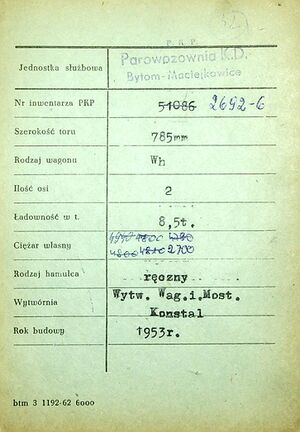 P. K. P.
Jednostka służbowa Parowozownia K.D.
Bytom-Maciejkowice
Nr inwentarza PKP 51086 2692-6
Szerokość toru 785mm
Rodzaj wagonu Wh
Ilość osi 2
Ładowność w t. 8,5t.
Ciężar własny
2700
Rodzaj hamulca ręczny
Wytwórnia Wytw. Wag.i.Most.
Konstal
Rok budowy 1953r.
btm 3 1192-62 6000